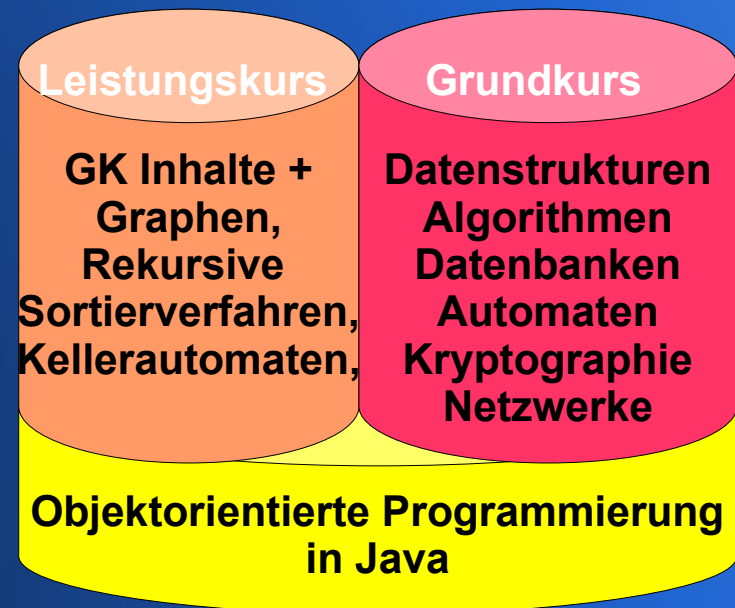 Leistungskurs
GK Inhalte +
Graphen,
Rekursive
Sortierverfahren,
Kellerautomaten,
Grundkurs
Datenstrukturen
Algorithmen
Datenbanken
Automaten
Kryptographie
Netzwerke
Objektorientierte Programmierung
in Java